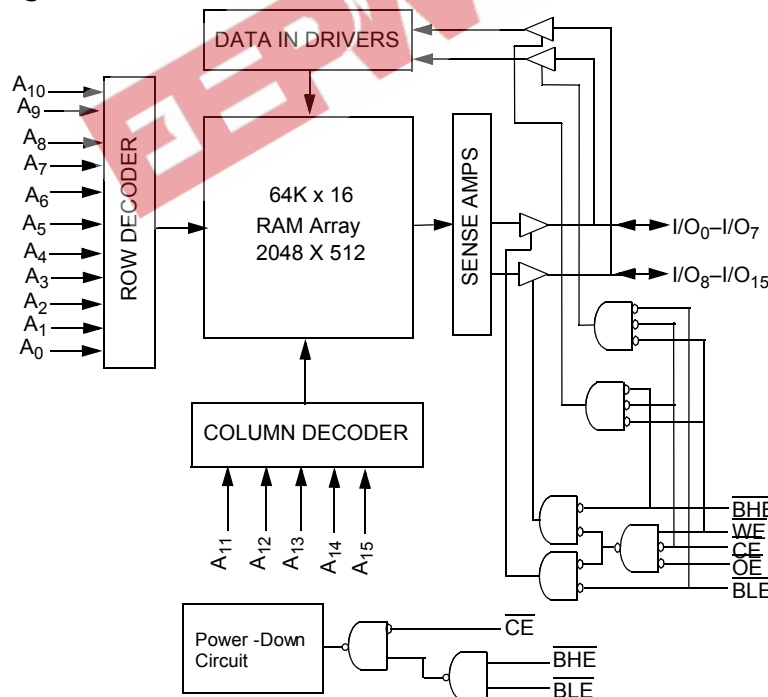 DATA IN DRIVERS
A10
A9
A8
A7
A6
A5
A4
A3
A2
A1
A0
ROW DECODER
64K x 16
RAM Array
2048 X 512
SENSE AMPS
I/O0–I/O7
I/O8–I/O15
COLUMN DECODER
A11
A12
A13
A14
A15
BHE
WE
CE
OE
BLE
Power -Down
Circuit
CE
BHE
BLE